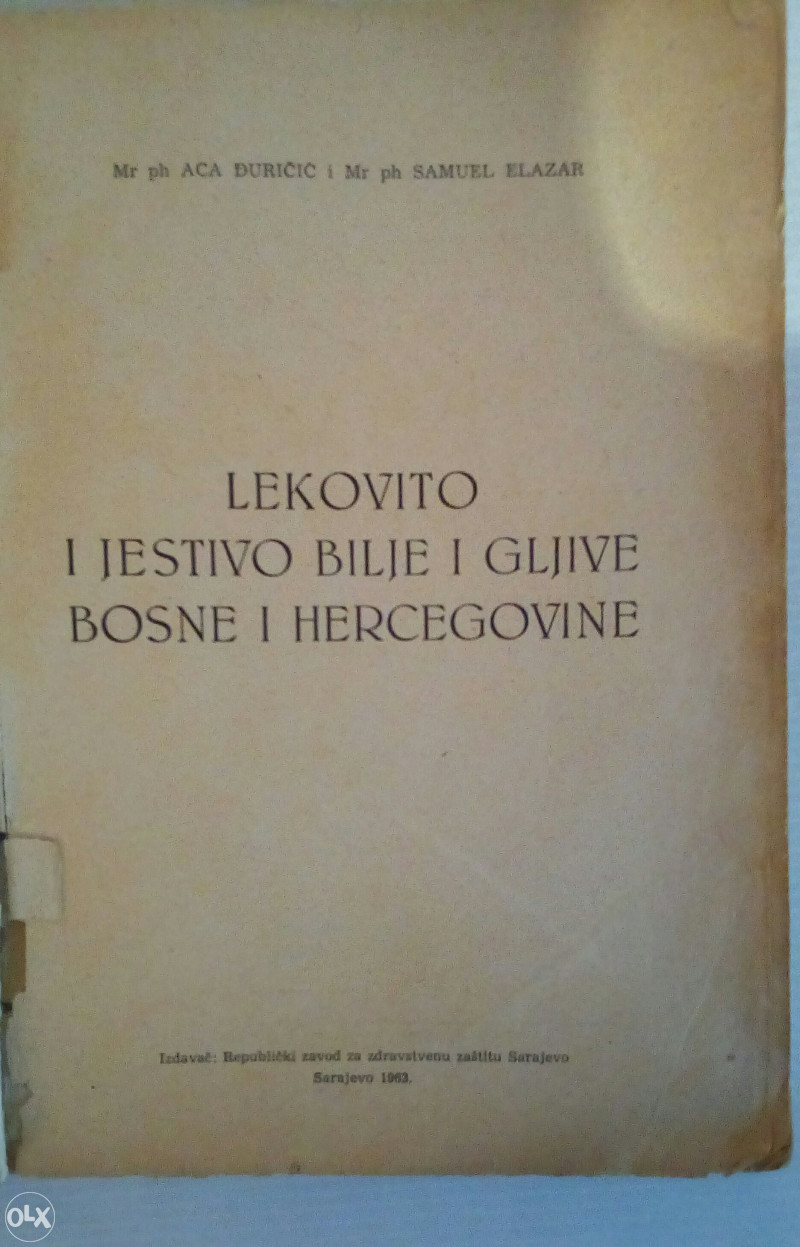 Mr ph ACA ĐURIČIĆ i Mr ph SAMUEL ELAZAR
LEKOVITO
I JESTIVO BILJE I GLJIVE
BOSNE I HERCEGOVINE
Izdavač: Republički zavod za zdravstvenu zaštitu Sarajevo
Sarajevo 1963.
OLX